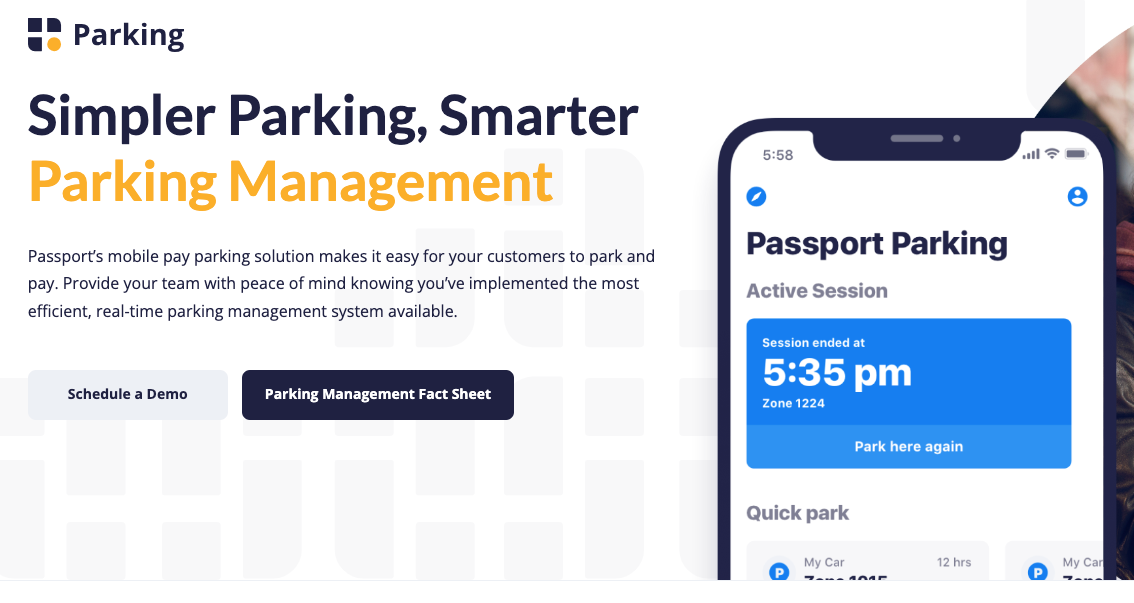 Parking
Simpler Parking, Smarter
Parking Management
Passport’s mobile pay parking solution makes it easy for your customers to park and
pay. Provide your team with peace of mind knowing you’ve implemented the most
efficient, real-time parking management system available.
Schedule a Demo
Parking Management Fact Sheet
5:58
Passport Parking
Active Session
Session ended at
5:35 pm
Zone 1224
Park here again
Quick park
P
My Car
12 hrs
P
My Car